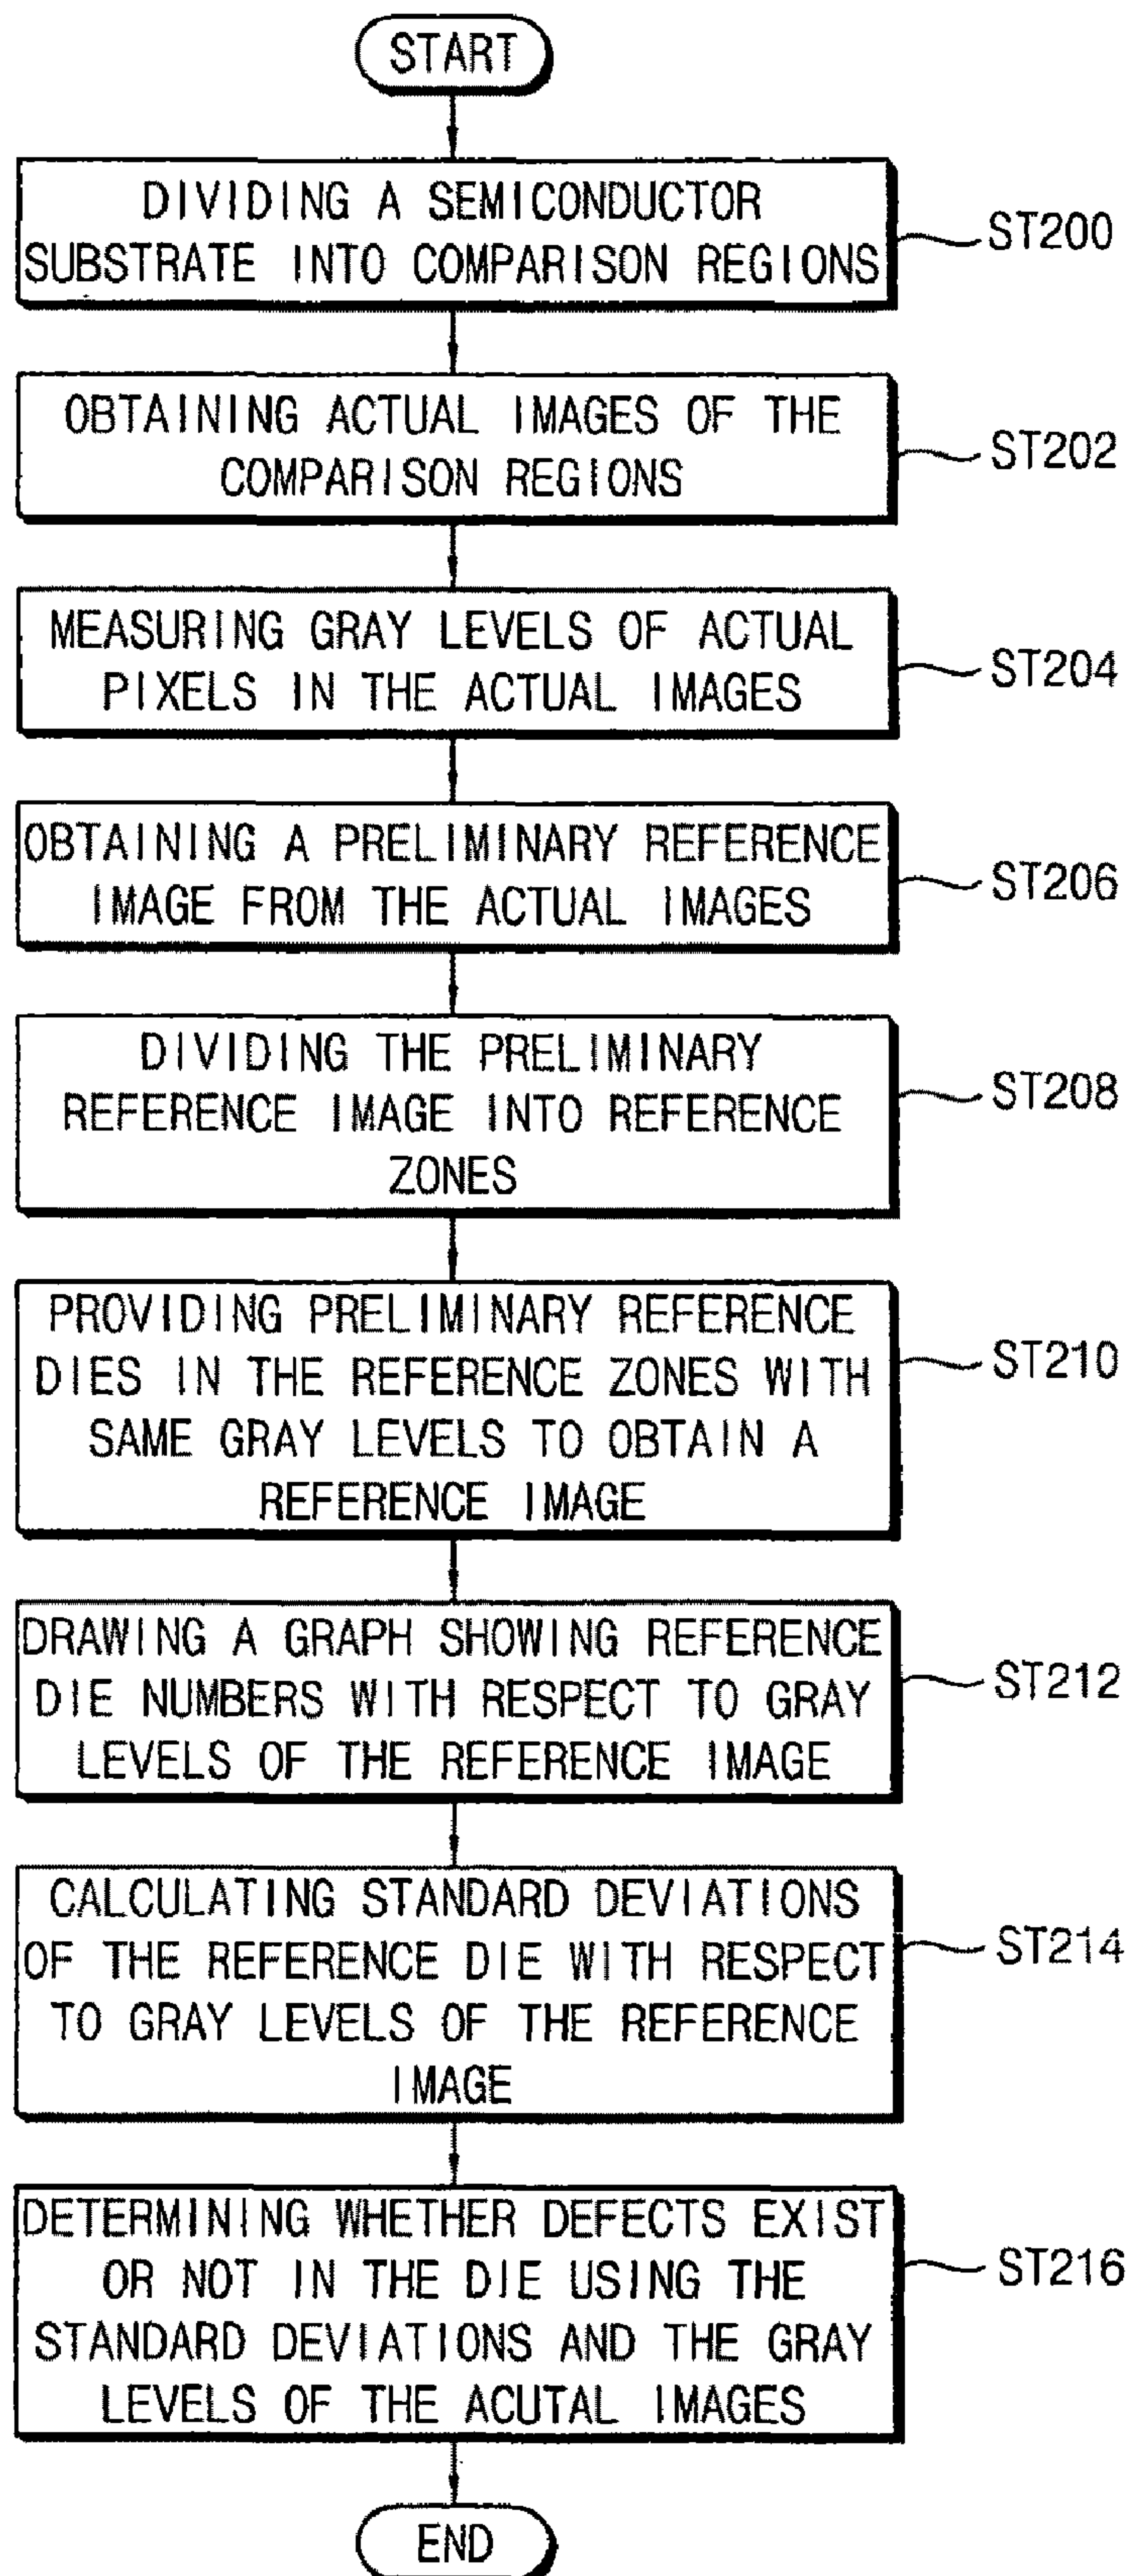 START
DIVIDING A SEMICONDUCTOR
SUBSTRATE INTO COMPARISON REGIONS
ST200
OBTAINING ACTUAL IMAGES OF THE
COMPARISON REGIONS
ST202
MEASURING GRAY LEVELS OF ACTUAL
PIXELS IN THE ACTUAL IMAGES
ST204
OBTAINING A PRELIMINARY REFERENCE
IMAGE FROM THE ACTUAL IMAGES
ST206
DIVIDING THE PRELIMINARY
REFERENCE IMAGE INTO REFERENCE
ZONES
ST208
PROVIDING PRELIMINARY REFERENCE
DIES IN THE REFERENCE ZONES WITH
SAME GRAY LEVELS TO OBTAIN A
REFERENCE IMAGE
ST210
DRAWING A GRAPH SHOWING REFERENCE
DIE NUMBERS WITH RESPECT TO GRAY
LEVELS OF THE REFERENCE IMAGE
ST212
CALCULATING STANDARD DEVIATIONS
OF THE REFERENCE DIE WITH RESPECT
TO GRAY LEVELS OF THE REFERENCE
IMAGE
ST214
DETERMINING WHETHER DEFECTS EXIST
OR NOT IN THE DIE USING THE
STANDARD DEVIATIONS AND THE GRAY
LEVELS OF THE ACUTAL IMAGES
ST216
END